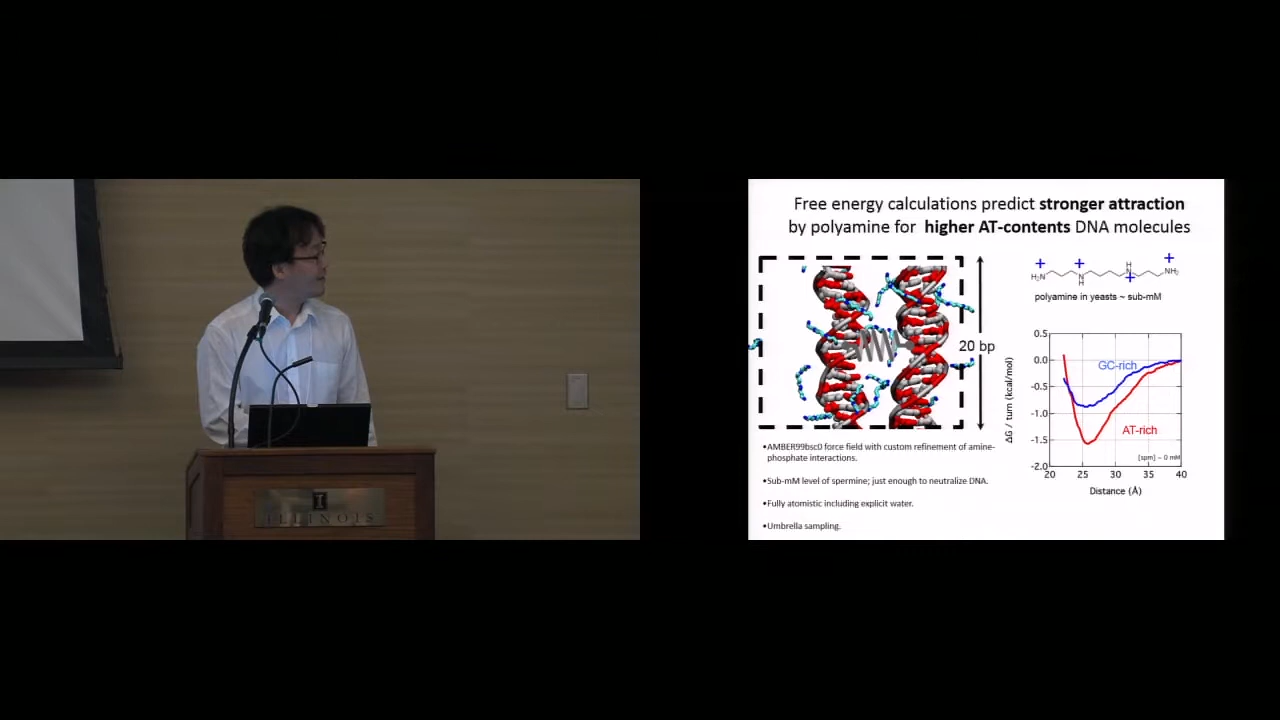 Free energy calculations predict stronger attraction
by polyamine for higher AT-contents DNA molecules
+ + + +
H₂N N H H N NH₂
polyamine in yeasts ~ sub-mM
20 bp
ΔG / turn (kcal/mol)
0.5
0.0
-0.5
-1.0
-1.5
-2.0
GC-rich
AT-rich
[spm] ~ 0 mM
20 25 30 35 40
Distance (Å)
•AMBER99bsc0 force field with custom refinement of amine-
phosphate interactions.
•Sub-mM level of spermine; just enough to neutralize DNA.
•Fully atomistic including explicit water.
•Umbrella sampling.
I
ILLINOIS